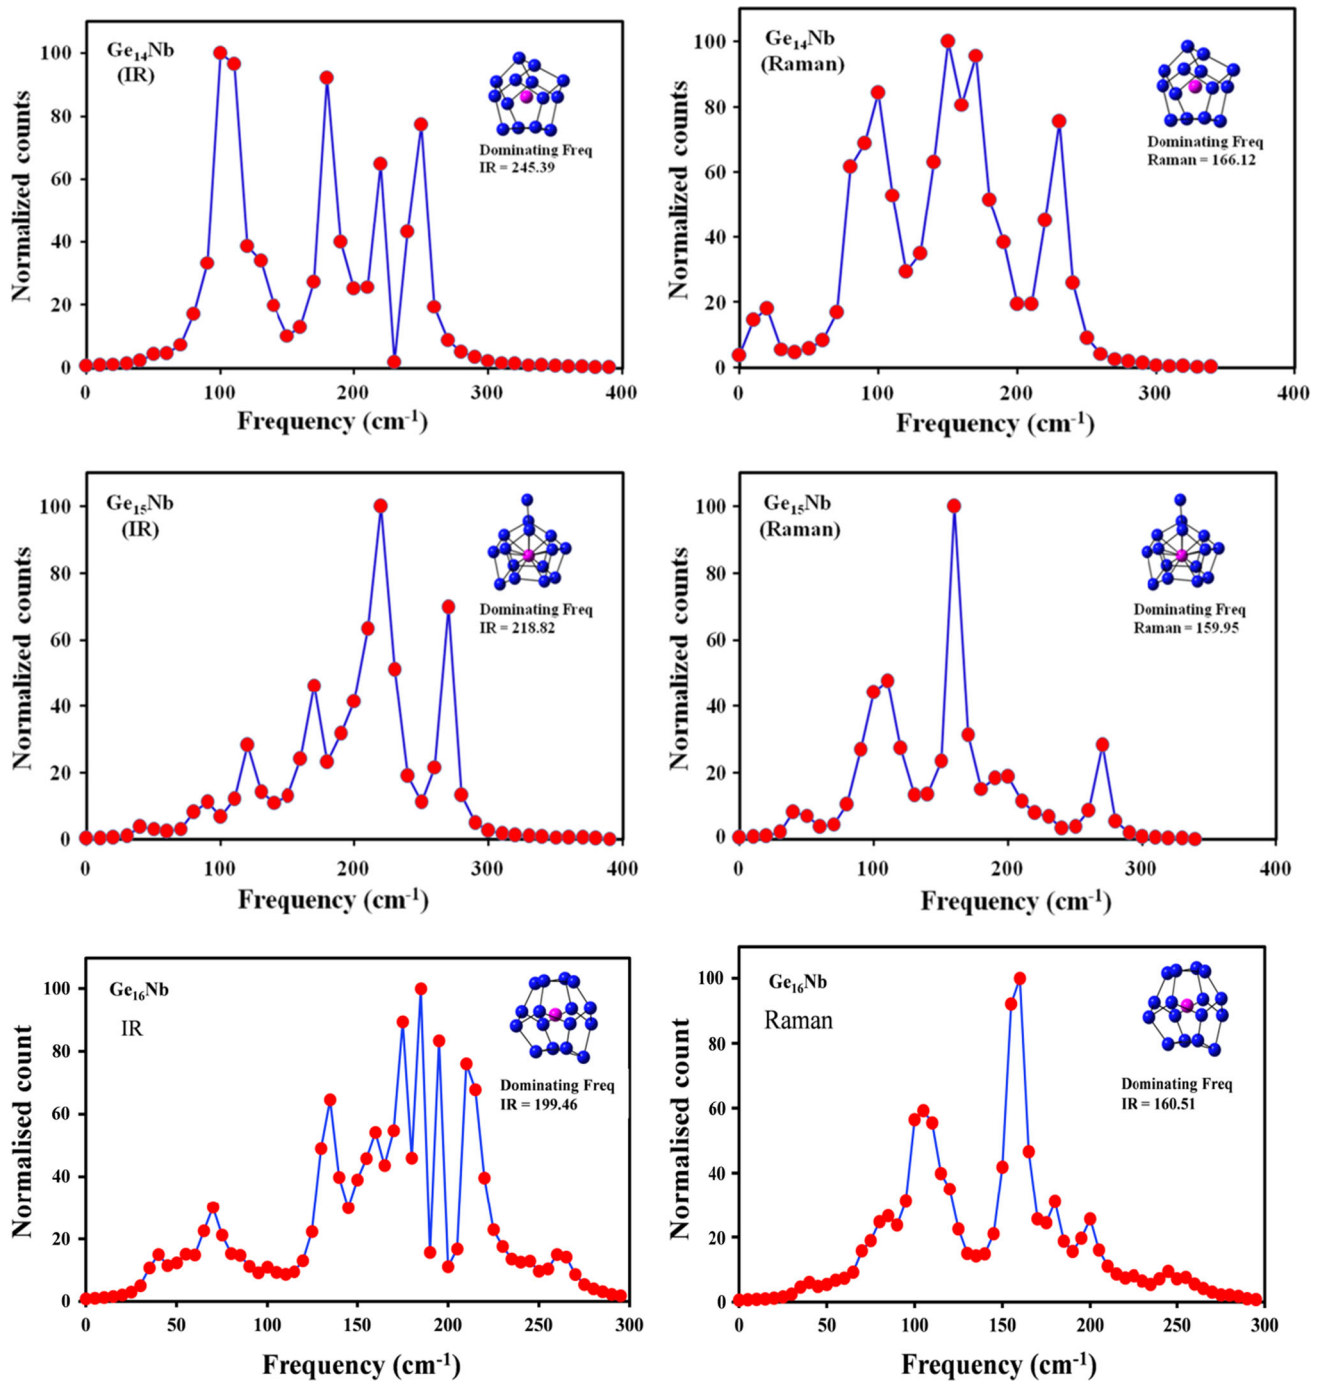 Ge14Nb
(IR)
Dominating Freq
IR = 245.39
Normalized counts
100
80
60
40
20
0
0 100 200 300 400
Frequency (cm-1)
Ge14Nb
(Raman)
Dominating Freq
Raman = 166.12
Normalized counts
100
80
60
40
20
0
0 100 200 300 400
Frequency (cm-1)
Ge15Nb
(IR)
Dominating Freq
IR = 218.82
Normalized counts
100
80
60
40
20
0
0 100 200 300 400
Frequency (cm-1)
Ge15Nb
(Raman)
Dominating Freq
Raman = 159.95
Normalized counts
100
80
60
40
20
0
0 100 200 300 400
Frequency (cm-1)
Ge16Nb
IR
Dominating Freq
IR = 199.46
Normalised count
100
80
60
40
20
0
0 50 100 150 200 250 300
Frequency (cm-1)
Ge16Nb
Raman
Dominating Freq
IR = 160.51
Normalised count
100
80
60
40
20
0
0 50 100 150 200 250 300
Frequency (cm-1)